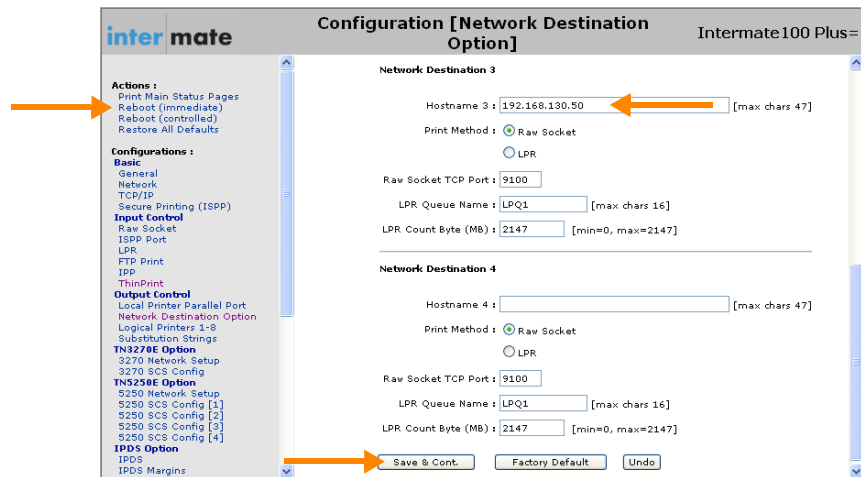 inter mate
Configuration [Network Destination
Option]
Intermate100 Plus=
Actions :
Print Main Status Pages
Reboot (immediate)
Reboot (controlled)
Restore All Defaults
Configurations :
Basic
General
Network
TCP/IP
Secure Printing (ISPP)
Input Control
Raw Socket
ISPP Port
LPR
FTP Print
IPP
ThinPrint
Output Control
Local Printer Parallel Port
Network Destination Option
Logical Printers 1-8
Substitution Strings
TN3270E Option
3270 Network Setup
3270 SCS Config
TN5250E Option
5250 Network Setup
5250 SCS Config [1]
5250 SCS Config [2]
5250 SCS Config [3]
5250 SCS Config [4]
IPDS Option
IPDS
IPDS Margins
Network Destination 3
Hostname 3 : 192.168.130.50 [max chars 47]
Print Method : Raw Socket
LPR
Raw Socket TCP Port : 9100
LPR Queue Name : LPQ1 [max chars 16]
LPR Count Byte (MB) : 2147 [min=0, max=2147]
Network Destination 4
Hostname 4 : [max chars 47]
Print Method : Raw Socket
LPR
Raw Socket TCP Port : 9100
LPR Queue Name : LPQ1 [max chars 16]
LPR Count Byte (MB) : 2147 [min=0, max=2147]
Save & Cont. Factory Default Undo